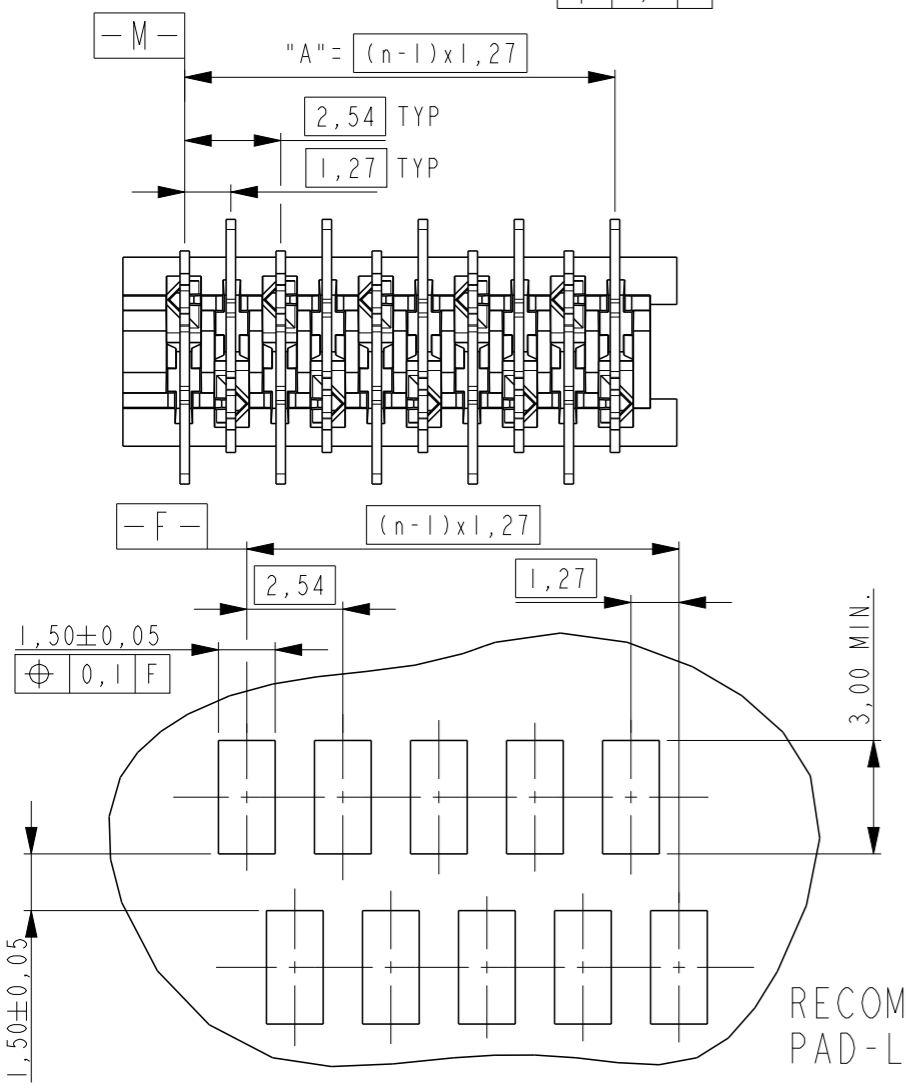 -M-
"A"= (n-1)x1,27
2,54 TYP
1,27 TYP
-F-
(n-1)x1,27
2,54
1,27
1,50±0,05
⌖ 0,1 F
3,00 MIN.
1,50±0,05
RECOM
PAD-L